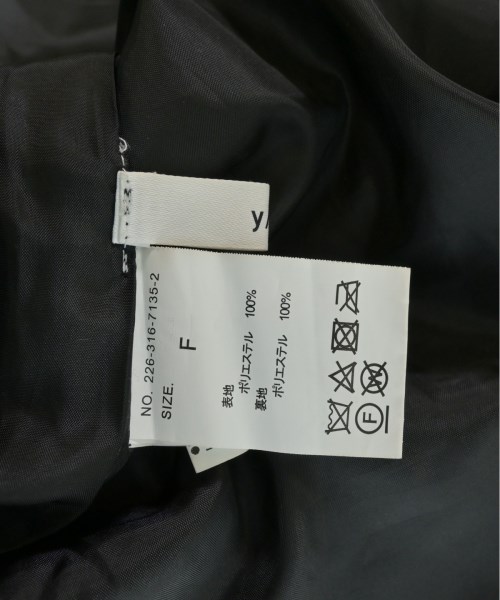 y/
NO. 226-316-7135-2
SIZE. F
表地
ポリエステル 100%
裏地
ポリエステル 100%
F
W